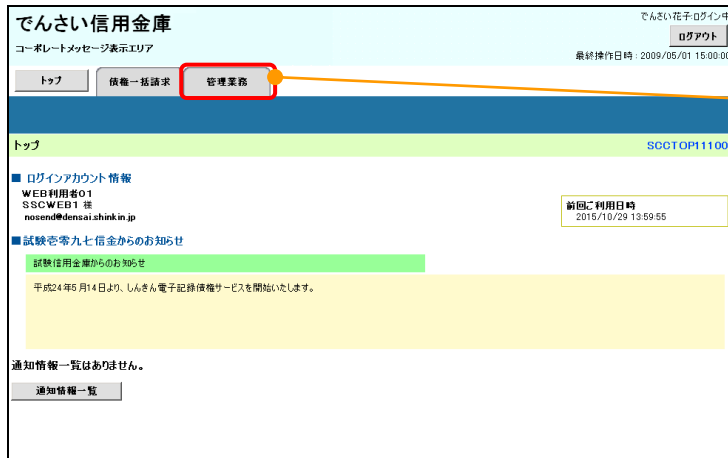 でんさい信用金庫
でんさい花子:ログイン中
ログアウト
コーポレートメッセージ表示エリア
最終操作日時:2009/05/01 15:00:00
トップ
債権一括請求
管理業務
トップ
SCCTOP11100
■ ログインアカウント情報
WEB利用者01
SSCWEB1 様
nosend@densai.shinkin.jp
前回ご利用日時
2015/10/29 13:59:55
■試験壱零九七信金からのお知らせ
試験信用金庫からのお知らせ
平成24年5月14日より、しんきん電子記録債権サービスを開始いたします。
通知情報一覧はありません。
通知情報一覧